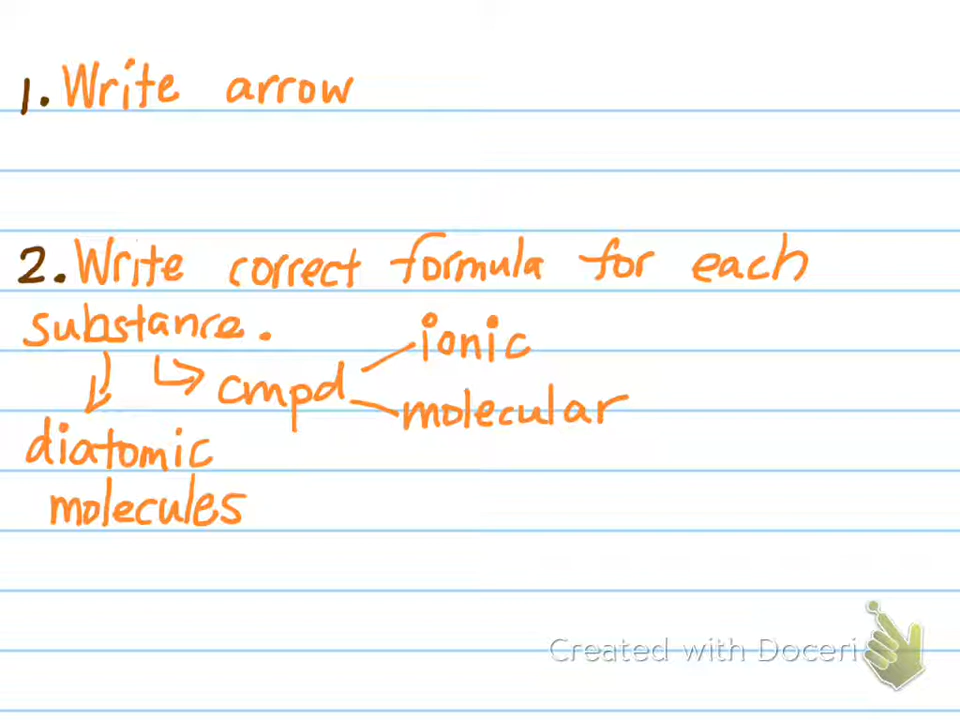 1. Write arrow
2. Write correct formula for each
substance.
cmpd
ionic
molecular
diatomic
molecules
Created with Doceri